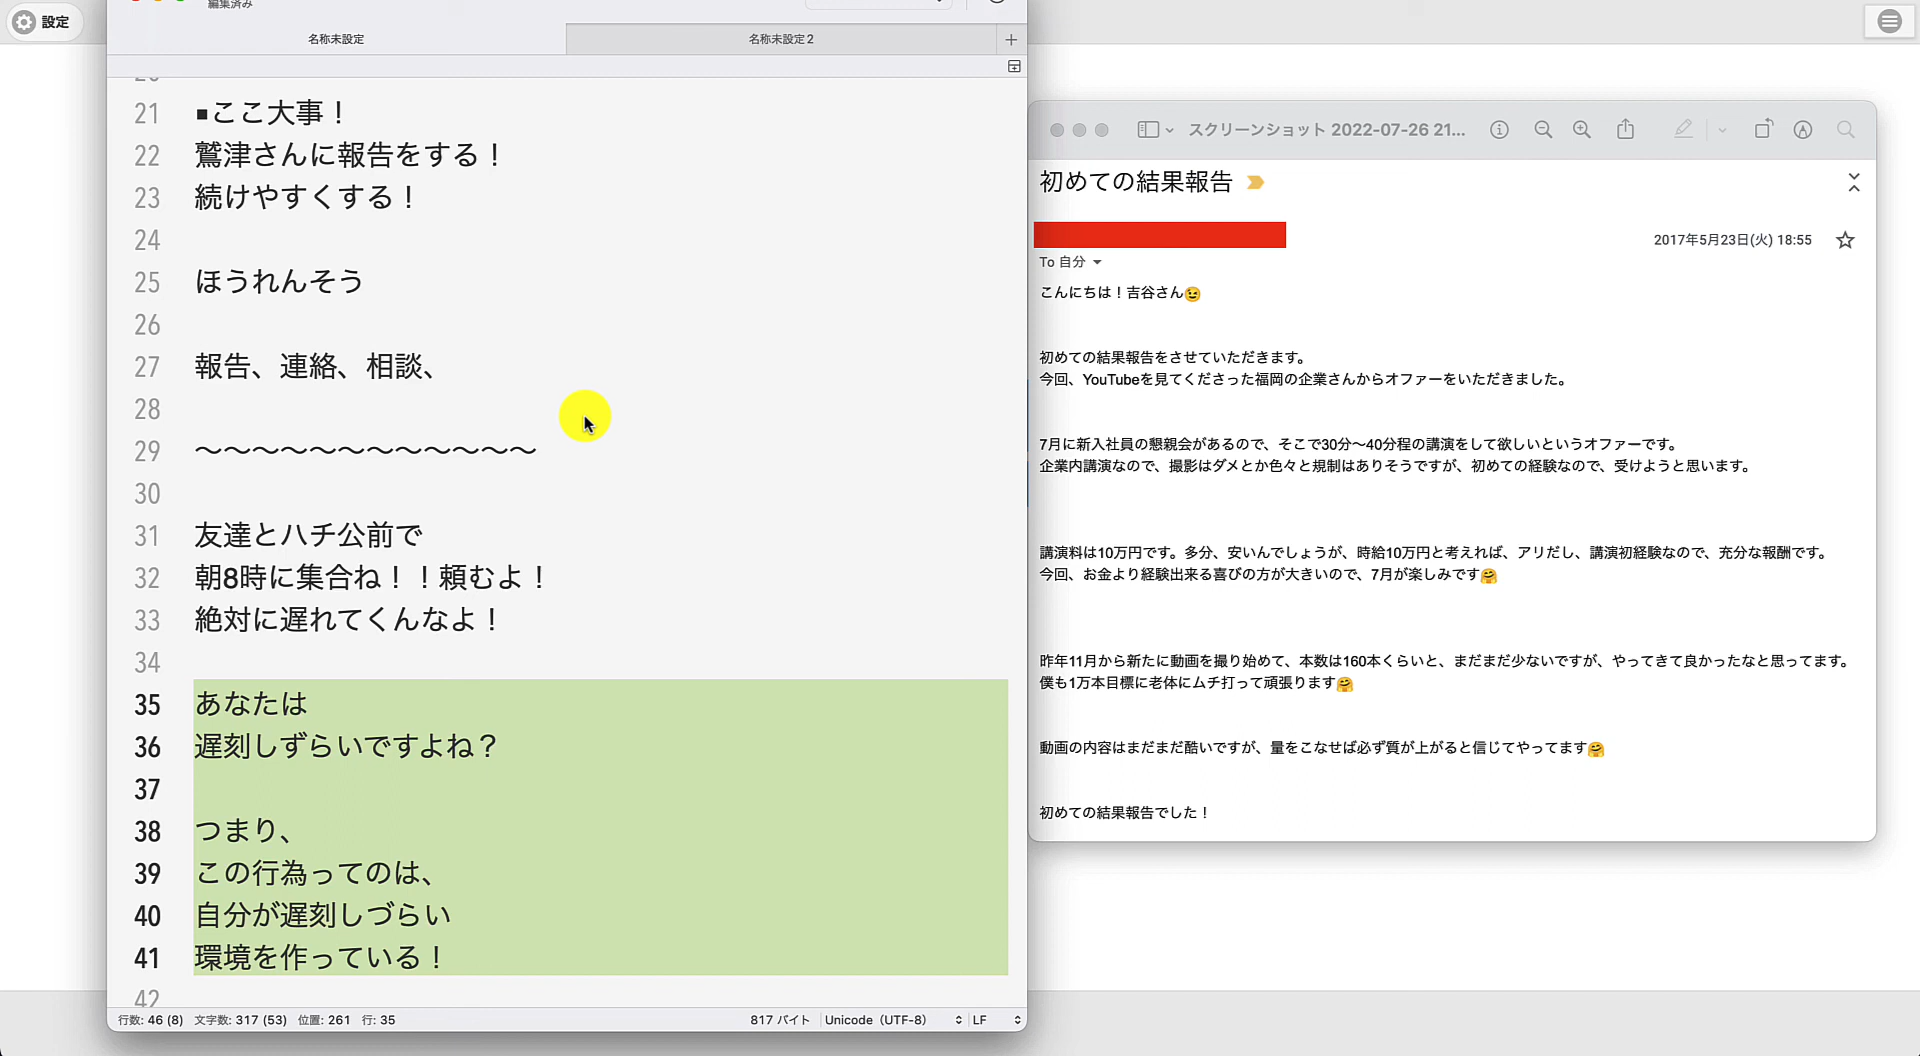 設定
編集済み
名称未設定
名称未設定2
21 ■ここ大事！
22 鷲津さんに報告をする！
23 続けやすくする！
24
25 ほうれんそう
26
27 報告、連絡、相談、
28
29 〜〜〜〜〜〜〜〜〜〜〜〜
30
31 友達とハチ公前で
32 朝8時に集合ね！！頼むよ！
33 絶対に遅れてくんなよ！
34
35 あなたは
36 遅刻しずらいですよね？
37
38 つまり、
39 この行為ってのは、
40 自分が遅刻しづらい
41 環境を作っている！
42
行数: 46 (8) 文字数: 317 (53) 位置: 261 行: 35
817 バイト Unicode（UTF-8） LF
スクリーンショット 2022-07-26 21...
初めての結果報告
2017年5月23日(火) 18:55
To 自分
こんにちは！吉谷さん😉
初めての結果報告をさせていただきます。
今回、YouTubeを見てくださった福岡の企業さんからオファーをいただきました。
7月に新入社員の懇親会があるので、そこで30分〜40分程の講演をして欲しいというオファーです。
企業内講演なので、撮影はダメとか色々と規制はありそうですが、初めての経験なので、受けようと思います。
講演料は10万円です。多分、安いんでしょうが、時給10万円と考えれば、アリだし、講演初経験なので、充分な報酬です。
今回、お金より経験出来る喜びの方が大きいので、7月が楽しみです🤗
昨年11月から新たに動画を撮り始めて、本数は160本くらいと、まだまだ少ないですが、やってきて良かったなと思ってます。
僕も1万本目標に老体にムチ打って頑張ります🤗
動画の内容はまだまだ酷いですが、量をこなせば必ず質が上がると信じてやってます🤗
初めての結果報告でした！